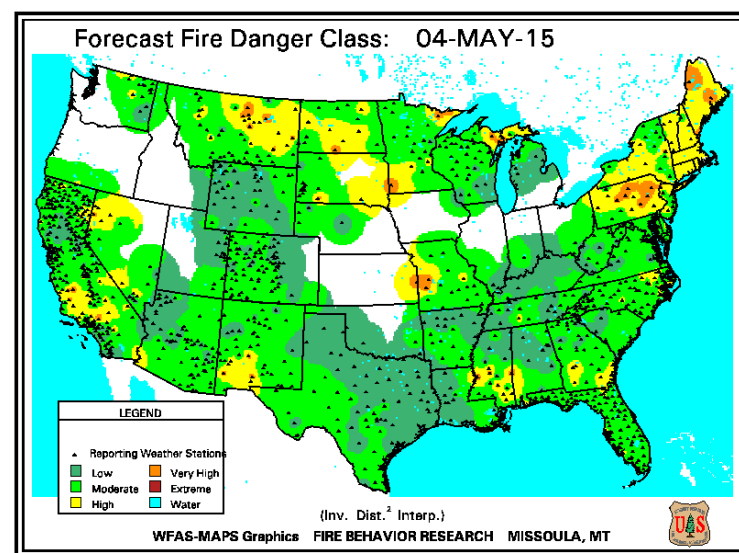 Forecast Fire Danger Class: 04-MAY-15
LEGEND
Reporting Weather Stations
Low
Very High
Moderate
Extreme
High
Water
(Inv. Dist.² Interp.)
WFAS-MAPS Graphics FIRE BEHAVIOR RESEARCH MISSOULA, MT
U S